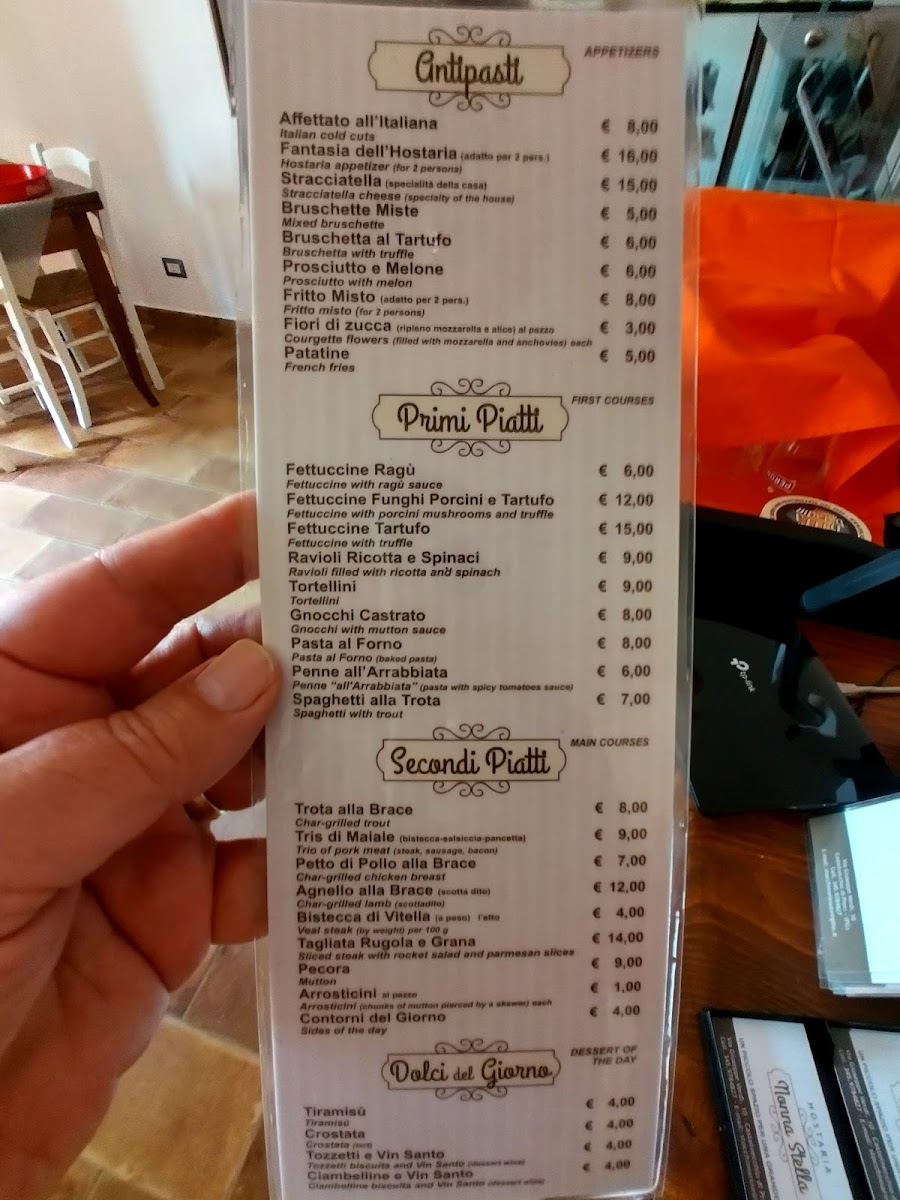 Antipasti
APPETIZERS
Affettato all'Italiana € 8,00
Italian cold cuts
Fantasia dell'Hostaria (adatto per 2 pers.) € 16,00
Hostaria appetizer (for 2 persons)
Stracciatella (specialità della casa) € 15,00
Stracciatella cheese (specialty of the house)
Bruschette Miste € 5,00
Mixed bruschette
Bruschetta al Tartufo € 6,00
Bruschetta with truffle
Prosciutto e Melone € 6,00
Prosciutto with melon
Fritto Misto (adatto per 2 pers.) € 8,00
Fritto misto (for 2 persons)
Fiori di zucca (ripieno mozzarella e alice) al pezzo € 3,00
Courgette flowers (filled with mozzarella and anchovies) each
Patatine € 5,00
French fries
Primi Piatti
FIRST COURSES
Fettuccine Ragù € 6,00
Fettuccine with ragù sauce
Fettuccine Funghi Porcini e Tartufo € 12,00
Fettuccine with porcini mushrooms and truffle
Fettuccine Tartufo € 15,00
Fettuccine with truffle
Ravioli Ricotta e Spinaci € 9,00
Ravioli filled with ricotta and spinach
Tortellini € 9,00
Tortellini
Gnocchi Castrato € 8,00
Gnocchi with mutton sauce
Pasta al Forno € 8,00
Pasta al Forno (baked pasta)
Penne all'Arrabbiata € 6,00
Penne "all'Arrabbiata" (pasta with spicy tomatoes sauce)
Spaghetti alla Trota € 7,00
Spaghetti with trout
Secondi Piatti
MAIN COURSES
Trota alla Brace € 8,00
Char-grilled trout
Tris di Maiale (bistecca-salsiccia-pancetta) € 9,00
Trio of pork meat (steak, sausage, bacon)
Petto di Pollo alla Brace € 7,00
Char-grilled chicken breast
Agnello alla Brace (scotta dito) € 12,00
Char-grilled lamb (scottadito)
Bistecca di Vitella (a peso) l'etto € 4,00
Veal steak (by weight) per 100 g
Tagliata Rugola e Grana € 14,00
Sliced steak with rocket salad and parmesan slices
Pecora € 9,00
Mutton
Arrosticini al pezzo € 1,00
Arrosticini (chunks of mutton pierced by a skewer) each
Contorni del Giorno € 4,00
Sides of the day
Dolci del Giorno
DESSERT OF
THE DAY
Tiramisù € 4,00
Tiramisù
Crostata € 4,00
Crostata (tart)
Tozzetti e Vin Santo € 4,00
Tozzetti biscuits and Vin Santo (dessert wine)
Ciambelline e Vin Santo € 4,00
Ciambelline biscuits and Vin Santo (dessert wine)
tp-link
HOSTARIA
Monna Stella